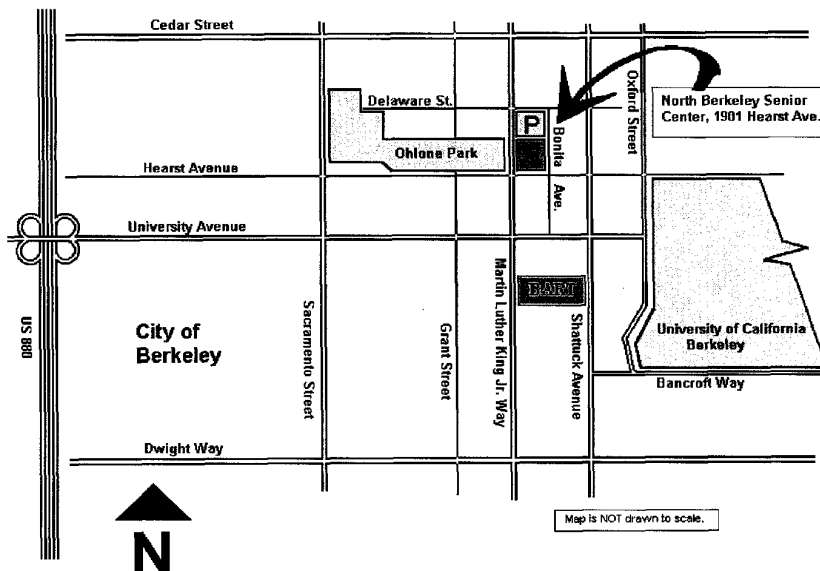 Cedar Street
Oxford Street
North Berkeley Senior
Center, 1901 Hearst Ave.
Delaware St.
P
Bonita Ave.
Ohlone Park
Hearst Avenue
University Avenue
BART
US 880
City of
Berkeley
Sacramento Street
Grant Street
Martin Luther King Jr. Way
Shattuck Avenue
University of California
Berkeley
Bancroft Way
Dwight Way
Map is NOT drawn to scale.
N